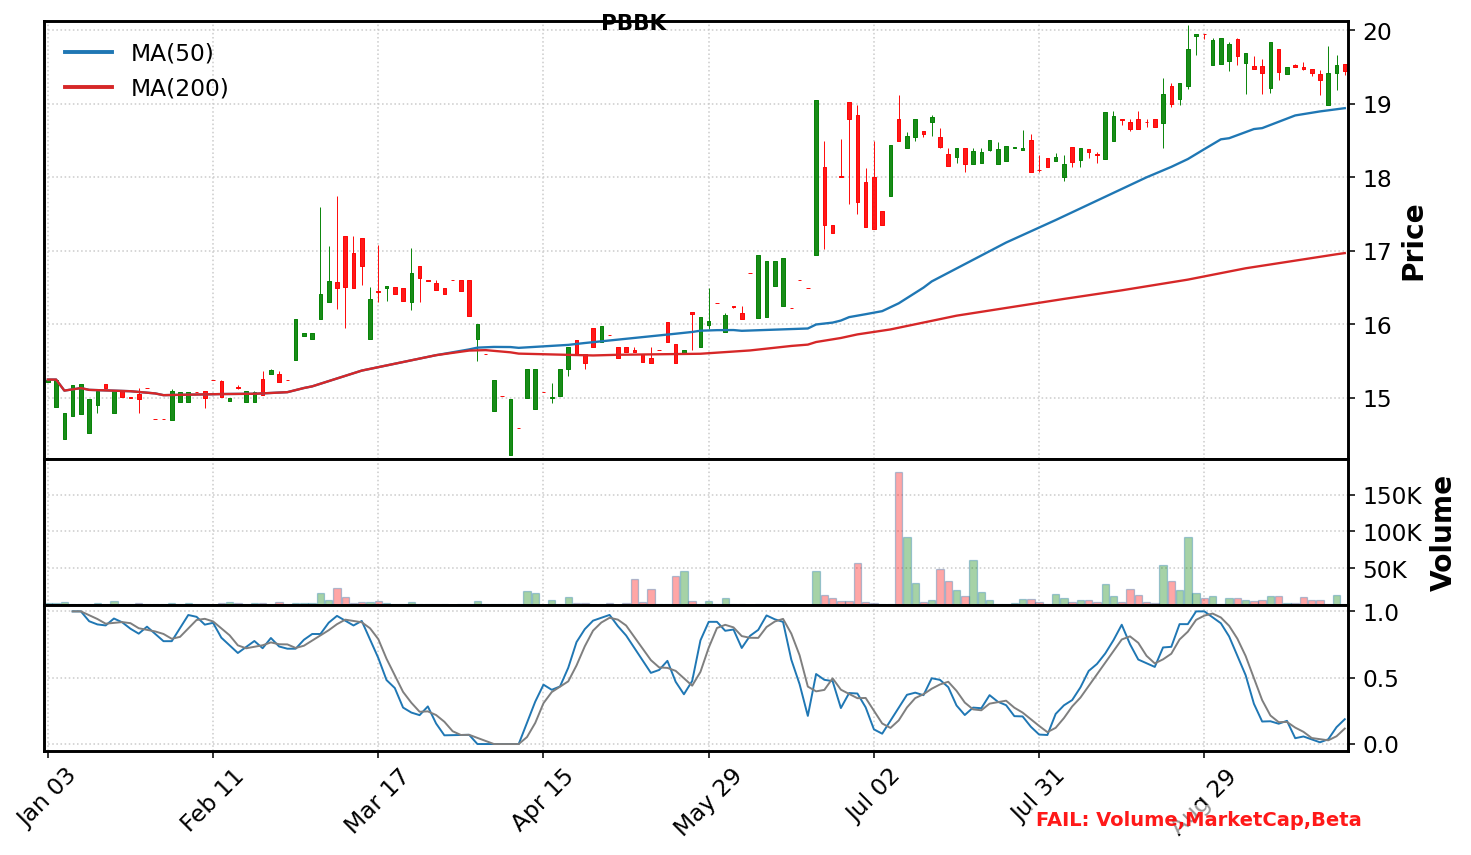 PBBK
MA(50)
MA(200)
20
19
18
17
16
15
Price
150K
100K
50K
Volume
1.0
0.5
0.0
Jan 03
Feb 11
Mar 17
Apr 15
May 29
Jul 02
Jul 31
Aug 29
FAIL: Volume,MarketCap,Beta